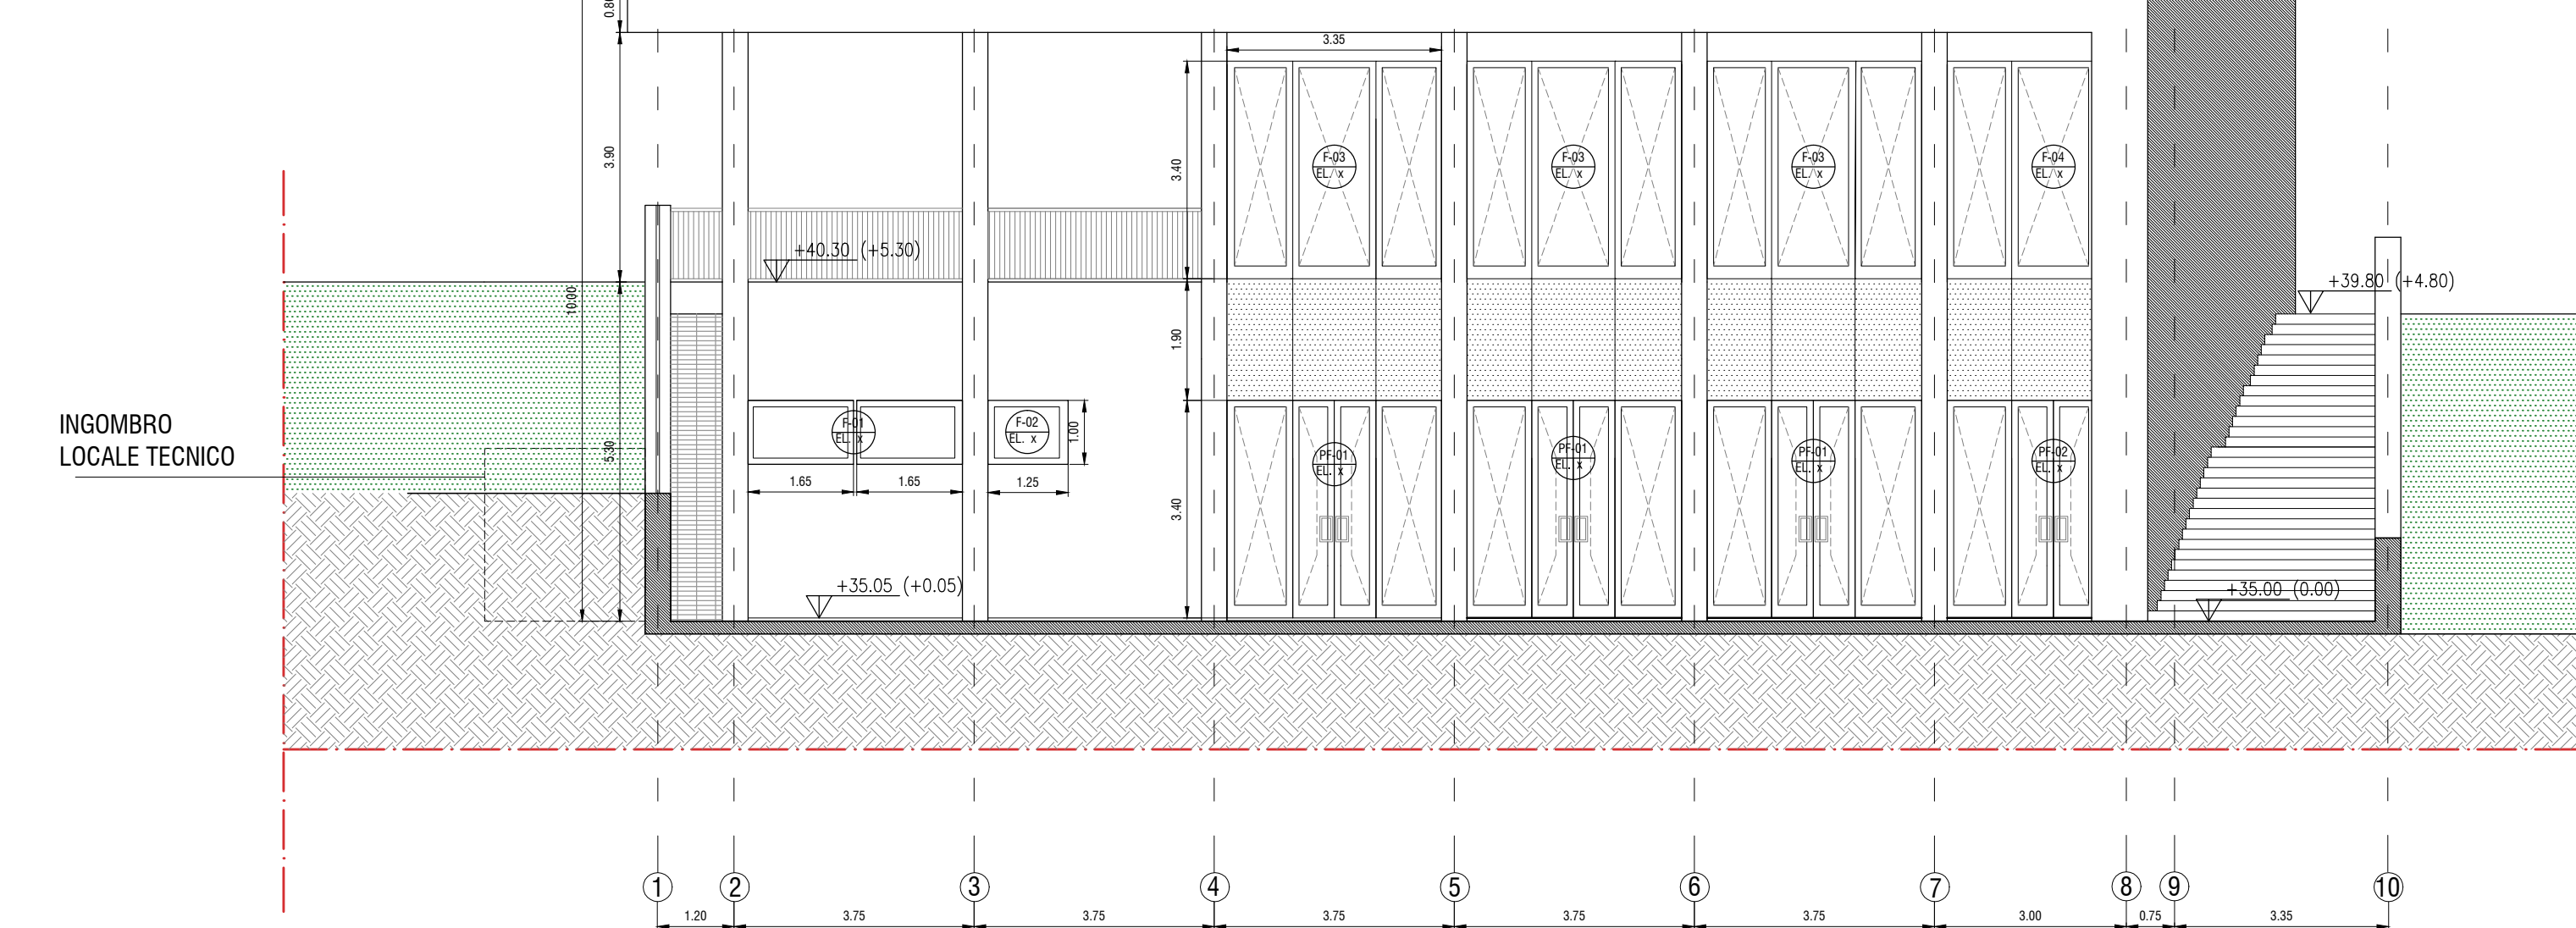 0.80
3.35
3.90
3.40
F-03
EL. x
F-03
EL. x
F-03
EL. x
F-04
EL. x
+40.30 (+5.30)
+39.80 (+4.80)
10.00
1.90
INGOMBRO
LOCALE TECNICO
5.30
F-01
EL. x
F-02
EL. x
1.00
PF-01
EL. x
PF-01
EL. x
PF-01
EL. x
PF-02
EL. x
1.65
1.65
1.25
3.40
+35.05 (+0.05)
+35.00 (0.00)
1 2 3 4 5 6 7 8 9 10
1.20 3.75 3.75 3.75 3.75 3.75 3.00 0.75 3.35